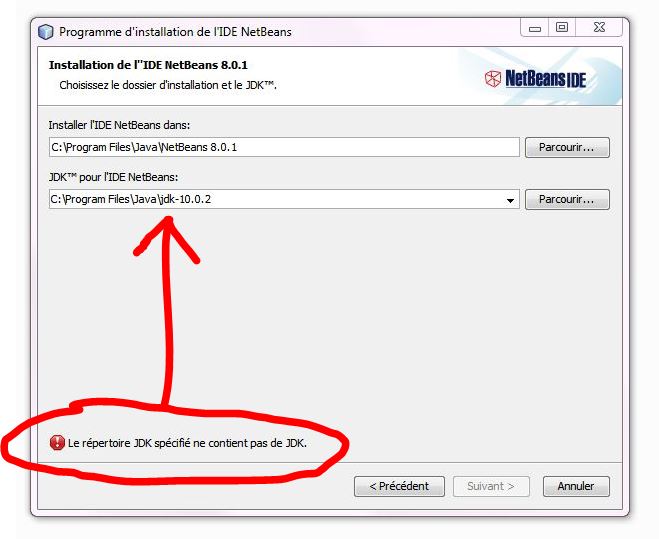 Programme d'installation de l'IDE NetBeans
Installation de l''IDE NetBeans 8.0.1
Choisissez le dossier d'installation et le JDK™.
NetBeans IDE
Installer l'IDE NetBeans dans:
C:\Program Files\Java\NetBeans 8.0.1
Parcourir...
JDK™ pour l'IDE NetBeans:
C:\Program Files\Java\jdk-10.0.2
Parcourir...
Le répertoire JDK spécifié ne contient pas de JDK.
< Précédent
Suivant >
Annuler